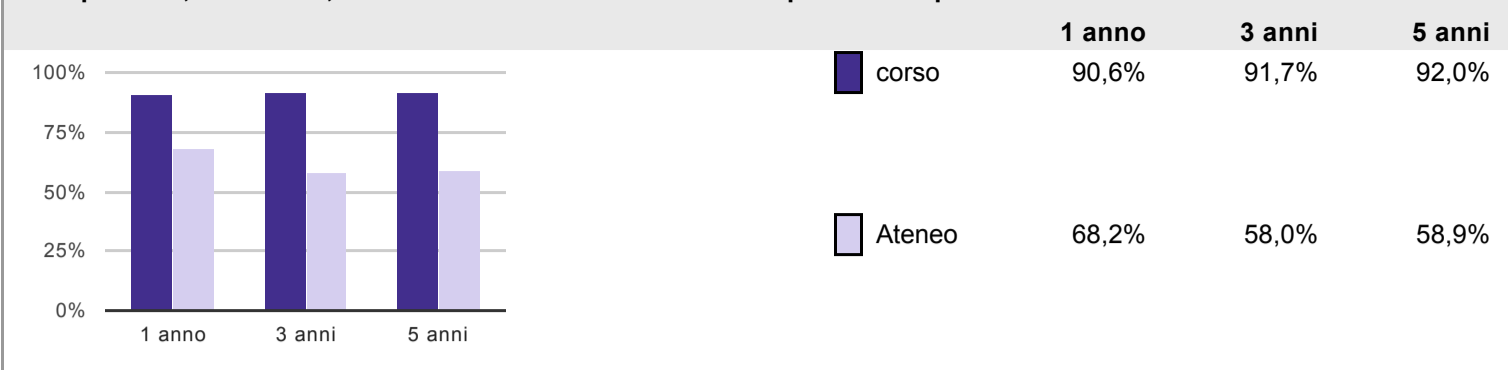 1 anno 3 anni 5 anni
100%
75%
50%
25%
0%
1 anno 3 anni 5 anni
corso 90,6% 91,7% 92,0%
Ateneo 68,2% 58,0% 58,9%